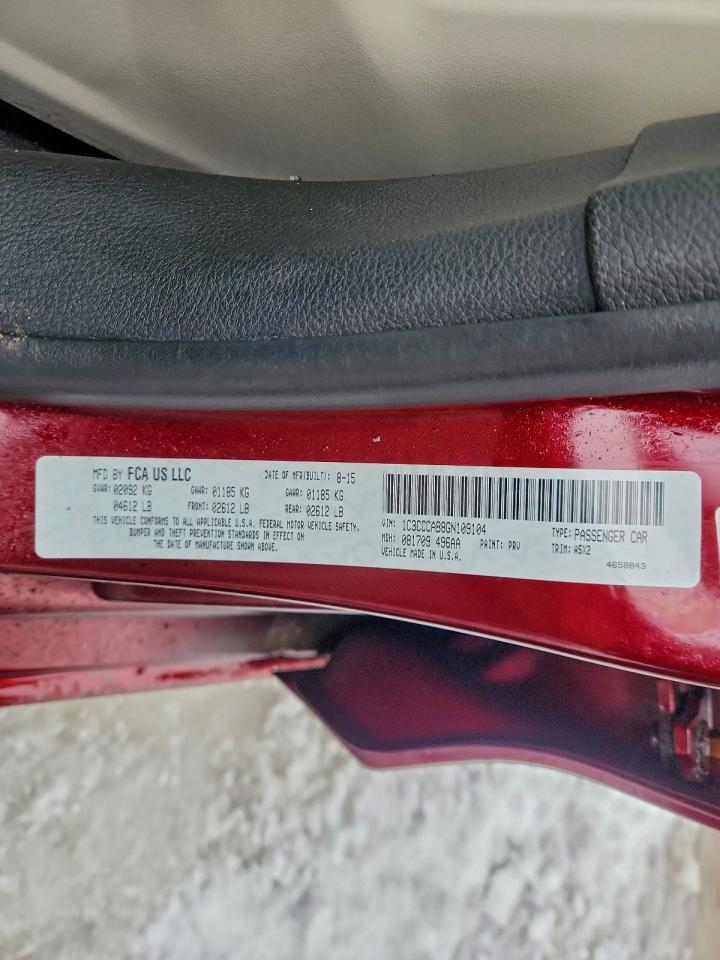 MFD BY FCA US LLC DATE OF MFR(BUILT): 8-15
GVWR: 02092 KG GAWR: 01185 KG GAWR: 01185 KG
04612 LB FRONT: 02612 LB REAR: 02612 LB
THIS VEHICLE CONFORMS TO ALL APPLICABLE U.S.A. FEDERAL MOTOR VEHICLE SAFETY,
BUMPER AND THEFT PREVENTION STANDARDS IN EFFECT ON
THE DATE OF MANUFACTURE SHOWN ABOVE.
VIN: 1C3CCCAB8GN109104 TYPE: PASSENGER CAR
MDH: 081709 496AA PAINT: PRV TRIM: A5X2
VEHICLE MADE IN U.S.A. 4658843